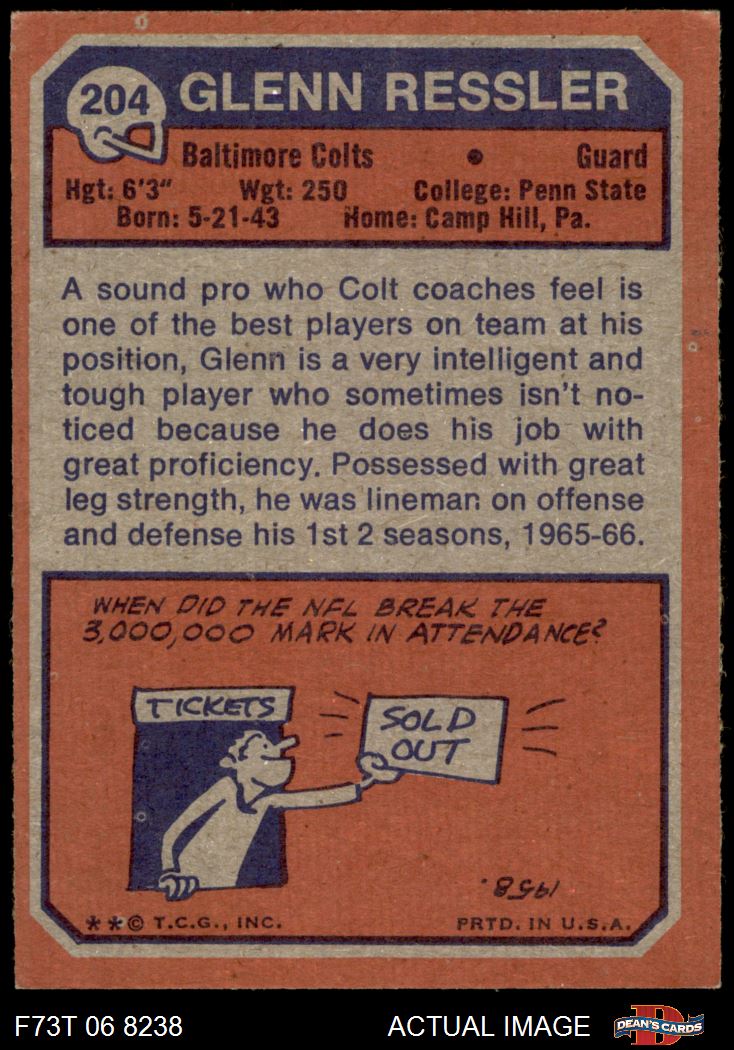 204 GLENN RESSLER
Baltimore Colts • Guard
Hgt: 6'3" Wgt: 250 College: Penn State
Born: 5-21-43 Home: Camp Hill, Pa.
A sound pro who Colt coaches feel is
one of the best players on team at his
position, Glenn is a very intelligent and
tough player who sometimes isn't no-
ticed because he does his job with
great proficiency. Possessed with great
leg strength, he was lineman on offense
and defense his 1st 2 seasons, 1965-66.
WHEN DID THE NFL BREAK THE
3,000,000 MARK IN ATTENDANCE?
TICKETS
SOLD
OUT
1958.
**© T.C.G., INC. PRTD. IN U.S.A.
F73T 06 8238 ACTUAL IMAGE D DEAN'S CARDS